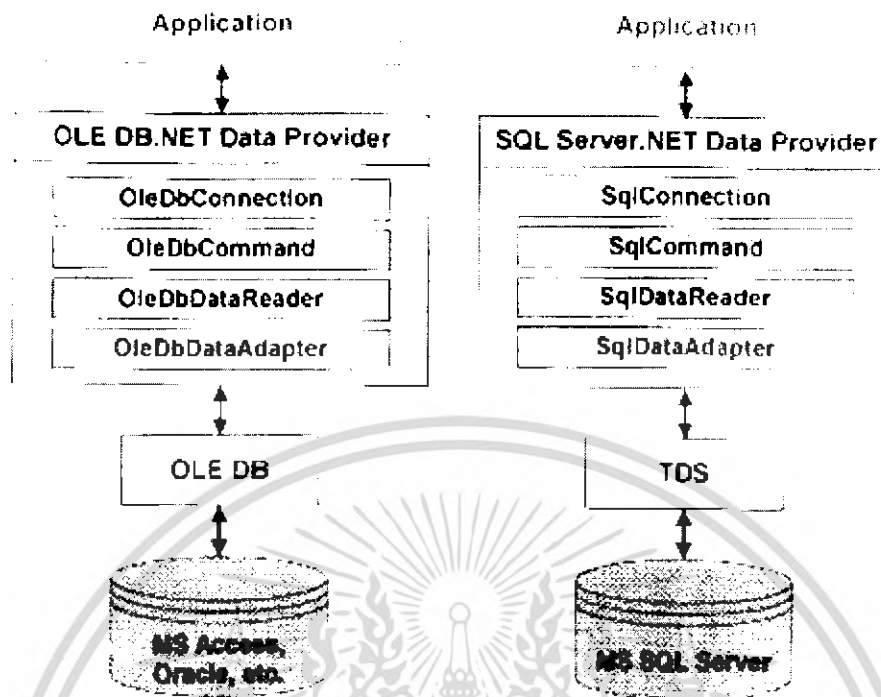 Application
OLE DB.NET Data Provider
OleDbConnection
OleDbCommand
OleDbDataReader
OleDbDataAdapter
OLE DB
MS Access,
Oracle, etc.
Application
SQL Server.NET Data Provider
SqlConnection
SqlCommand
SqlDataReader
SqlDataAdapter
TDS
MS SQL Server